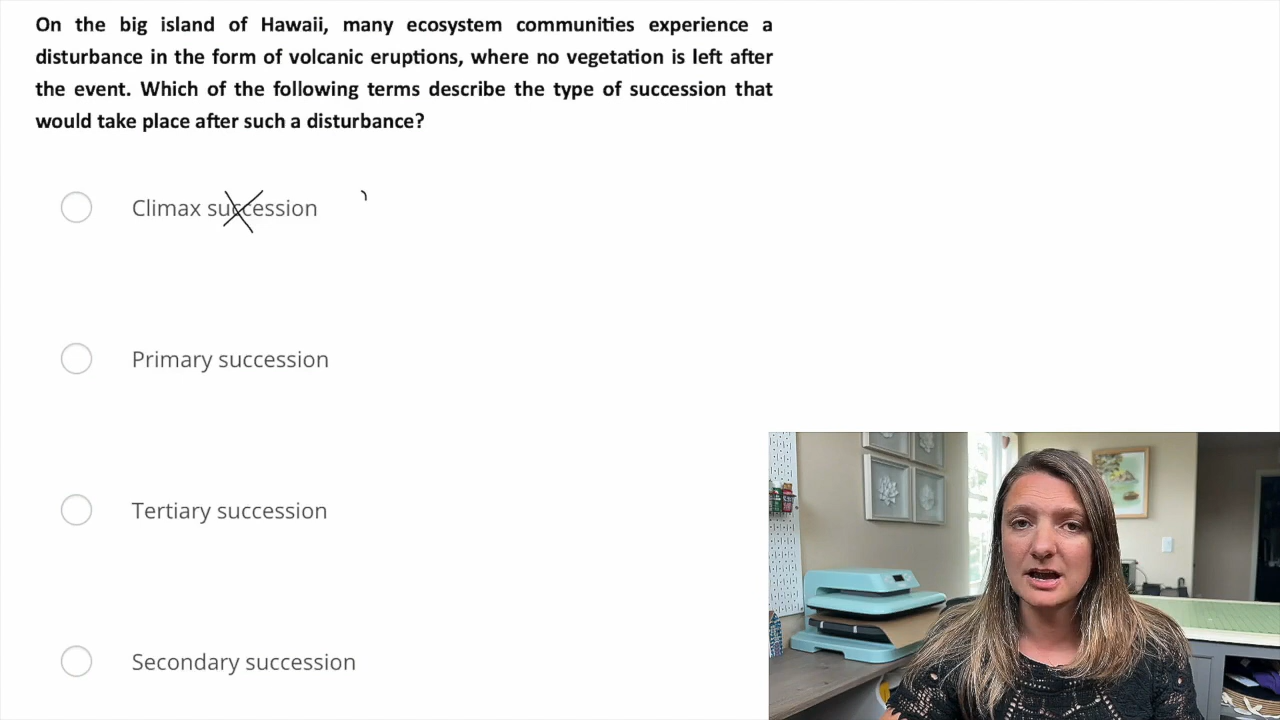 On the big island of Hawaii, many ecosystem communities experience a
disturbance in the form of volcanic eruptions, where no vegetation is left after
the event. Which of the following terms describe the type of succession that
would take place after such a disturbance?
Climax succession
Primary succession
Tertiary succession
Secondary succession